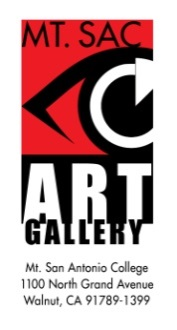 MT. SAC
ART
GALLERY
Mt. San Antonio College
1100 North Grand Avenue
Walnut, CA 91789-1399